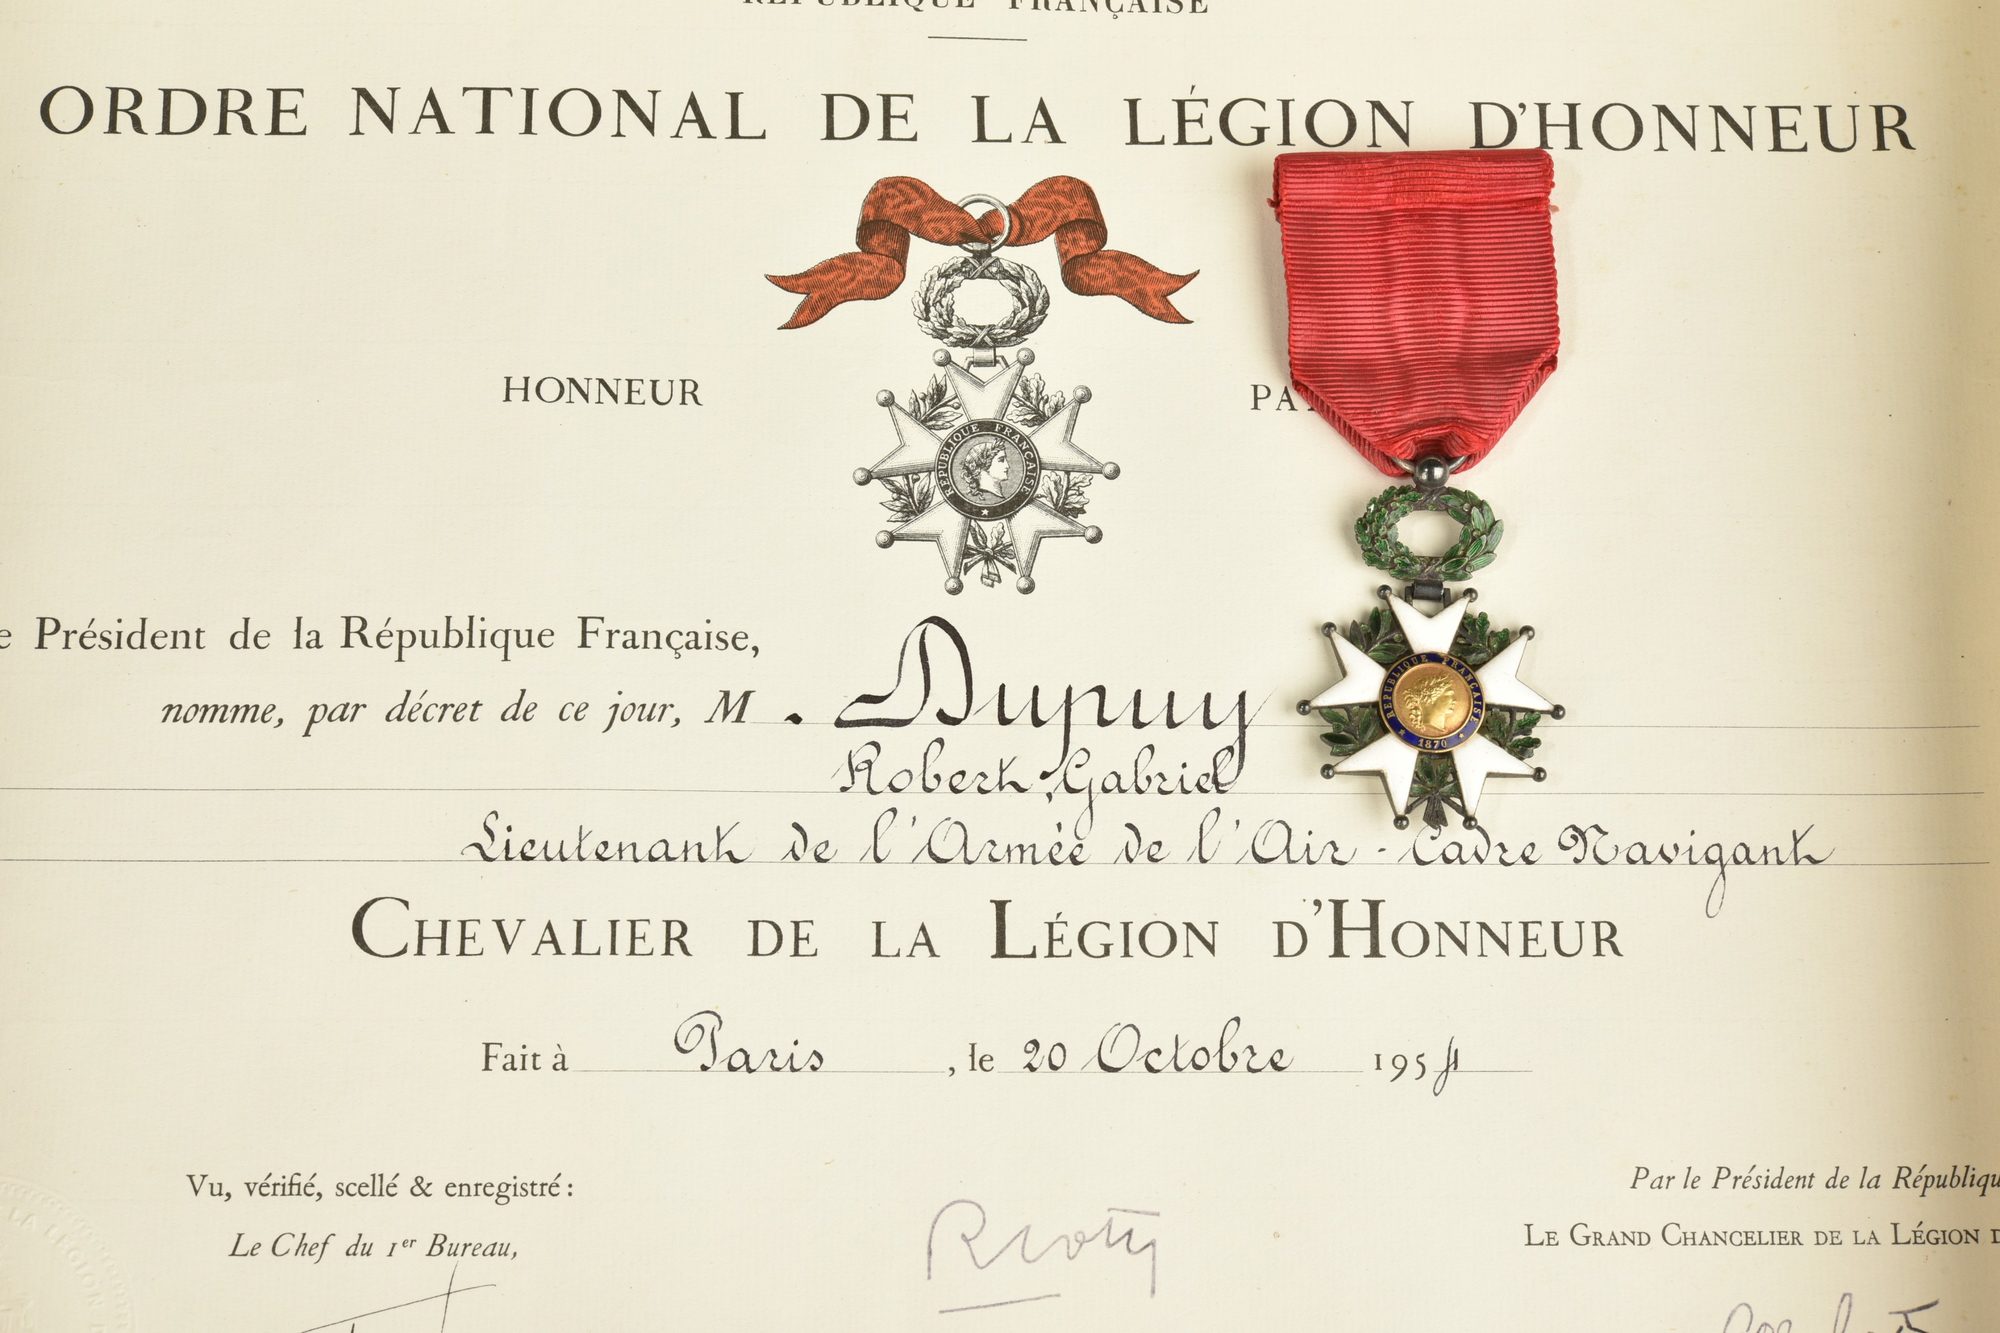 RÉPUBLIQUE FRANÇAISE
ORDRE NATIONAL DE LA LÉGION D'HONNEUR
HONNEUR PA
RÉPUBLIQUE FRANÇAISE
RÉPUBLIQUE FRANÇAISE
1870
e Président de la République Française,
nomme, par décret de ce jour, M. Dupuy
Robert, Gabriel
Lieutenant de l'Armée de l'Air - Cadre Navigant
CHEVALIER DE LA LÉGION D'HONNEUR
Fait à Paris, le 20 Octobre 1954
Vu, vérifié, scellé & enregistré :
Le Chef du 1er Bureau,
Par le Président de la Républiqu
LE GRAND CHANCELIER DE LA LÉGION D